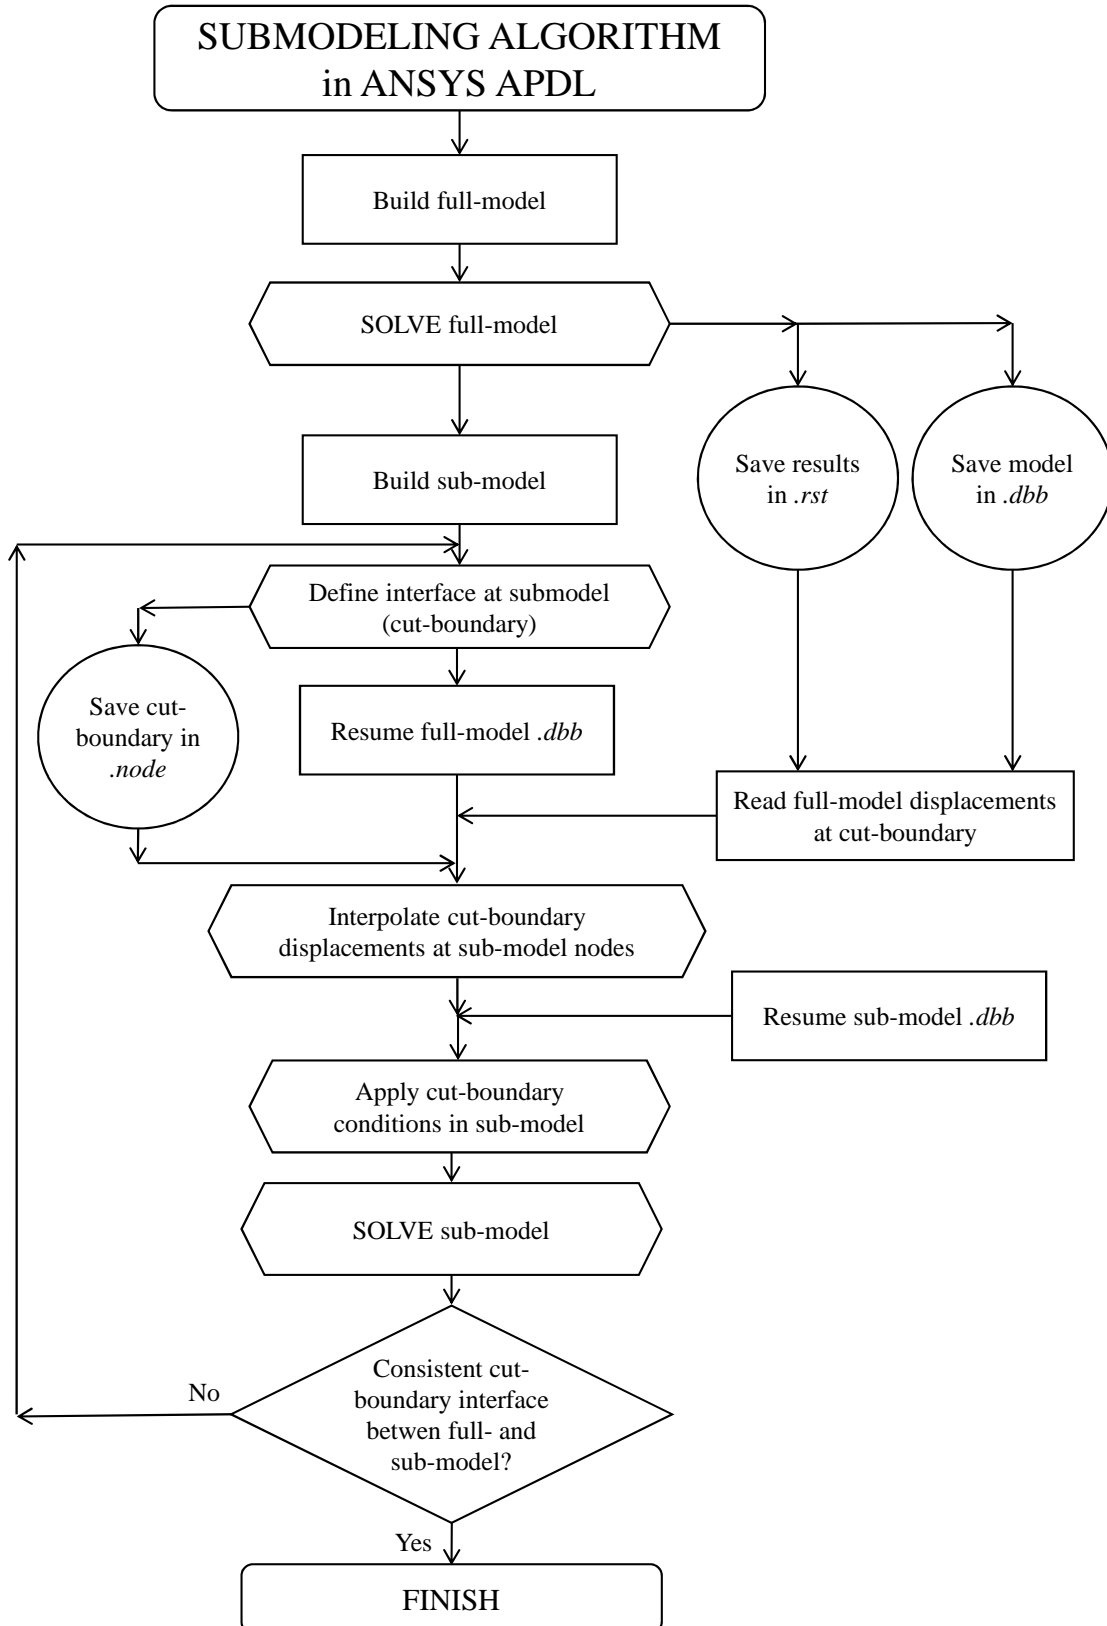 SUBMODELING ALGORITHM
in ANSYS APDL
Build full-model
SOLVE full-model
Build sub-model
Save results
in .rst
Save model
in .dbb
Define interface at submodel
(cut-boundary)
Save cut-
boundary in
.node
Resume full-model .dbb
Read full-model displacements
at cut-boundary
Interpolate cut-boundary
displacements at sub-model nodes
Resume sub-model .dbb
Apply cut-boundary
conditions in sub-model
SOLVE sub-model
Consistent cut-
boundary interface
betwen full- and
sub-model?
No
Yes
FINISH